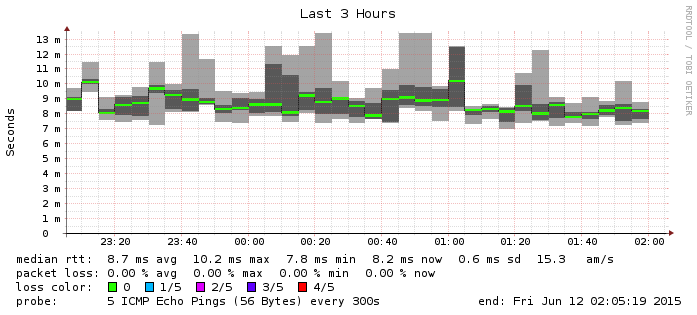 Last 3 Hours
RRDTOOL / TOBI OETIKER
Seconds
13 m
12 m
11 m
10 m
9 m
8 m
7 m
6 m
5 m
4 m
3 m
2 m
1 m
0
23:20 23:40 00:00 00:20 00:40 01:00 01:20 01:40 02:00
median rtt: 8.7 ms avg 10.2 ms max 7.8 ms min 8.2 ms now 0.6 ms sd 15.3 am/s
packet loss: 0.00 % avg 0.00 % max 0.00 % min 0.00 % now
loss color: 0 1/5 2/5 3/5 4/5
probe: 5 ICMP Echo Pings (56 Bytes) every 300s end: Fri Jun 12 02:05:19 2015